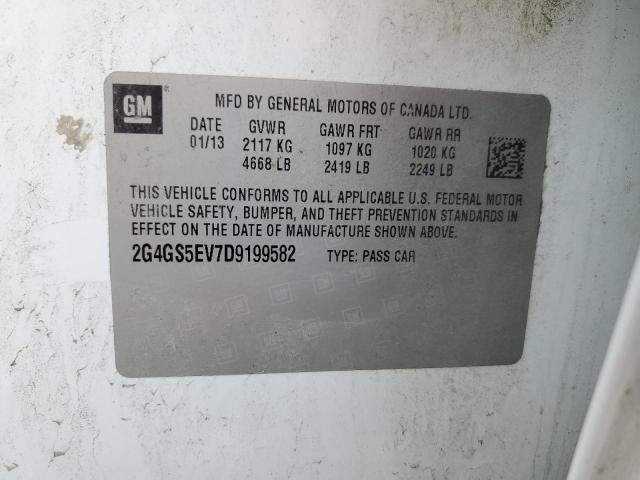 GM
MFD BY GENERAL MOTORS OF CANADA LTD.
DATE GVWR GAWR FRT GAWR RR
01/13 2117 KG 1097 KG 1020 KG
4668 LB 2419 LB 2249 LB
THIS VEHICLE CONFORMS TO ALL APPLICABLE U.S. FEDERAL MOTOR
VEHICLE SAFETY, BUMPER, AND THEFT PREVENTION STANDARDS IN
EFFECT ON THE DATE OF MANUFACTURE SHOWN ABOVE.
2G4GS5EV7D9199582 TYPE: PASS CAR